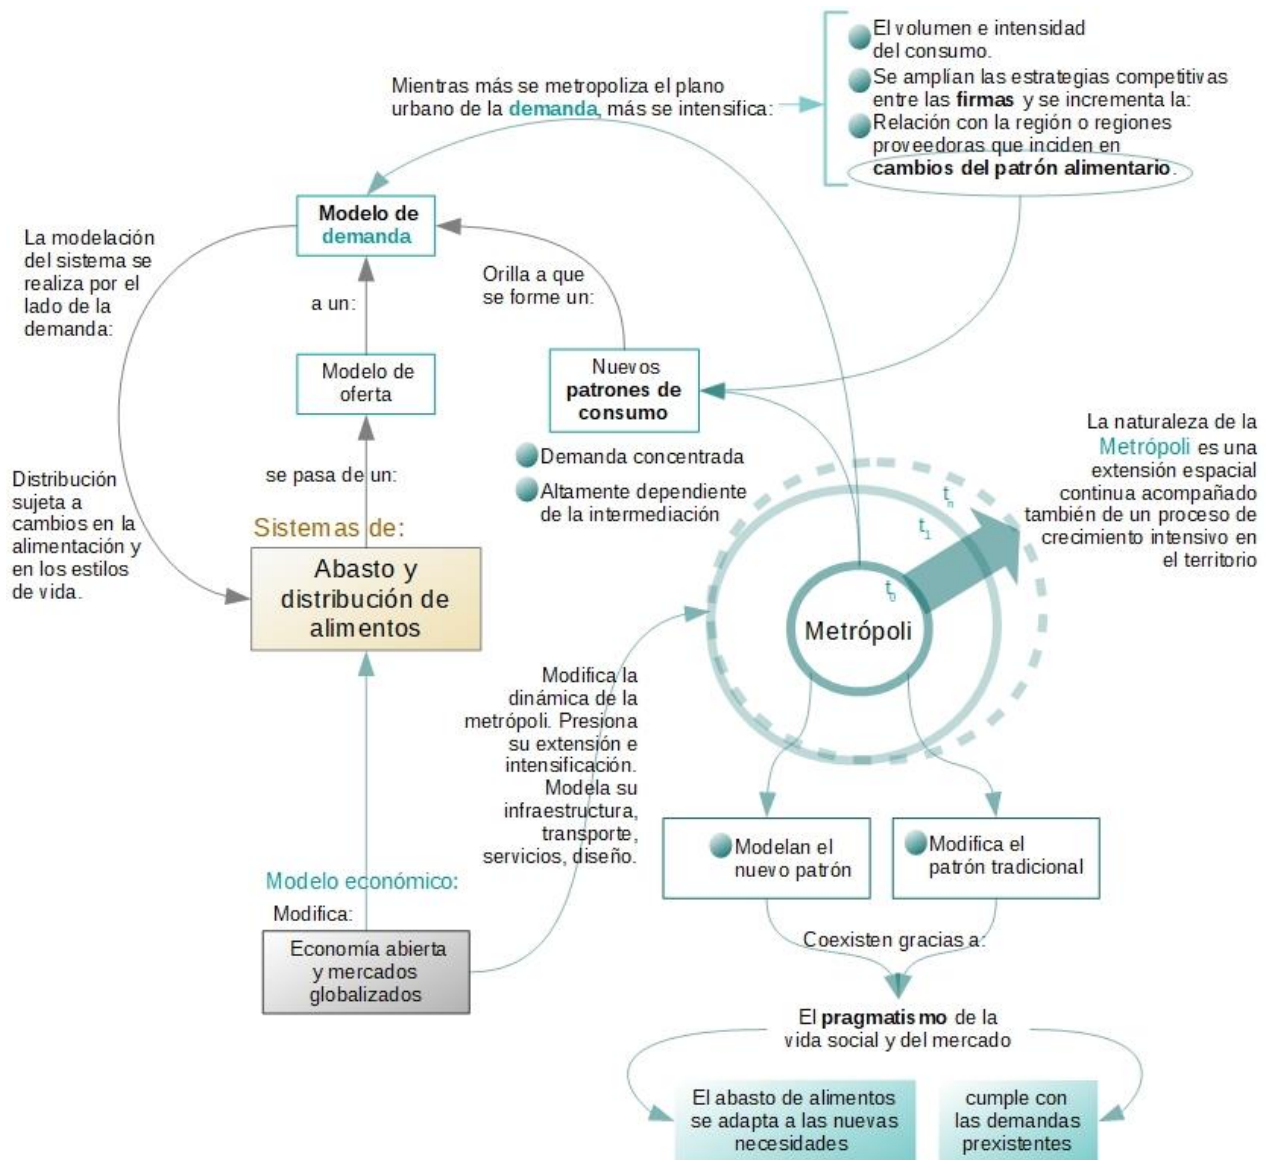 El volumen e intensidad
del consumo.
Se amplían las estrategias competitivas
entre las firmas y se incrementa la:
Relación con la región o regiones
proveedoras que inciden en
cambios del patrón alimentario.
Mientras más se metropoliza el plano
urbano de la demanda, más se intensifica:
Modelo de
demanda
La modelación
del sistema se
realiza por el
lado de la
demanda:
Orilla a que
se forme un:
a un:
Modelo de
oferta
Nuevos
patrones de
consumo
Demanda concentrada
Altamente dependiente
de la intermediación
se pasa de un:
Distribución
sujeta a
cambios en la
alimentación y
en los estilos
de vida.
Sistemas de:
Abasto y
distribución de
alimentos
La naturaleza de la
Metrópoli es una
extensión espacial
continua acompañado
también de un proceso de
crecimiento intensivo en
el territorio
tn
t1
t0
Metrópoli
Modifica la
dinámica de la
metrópoli. Presiona
su extensión e
intensificación.
Modela su
infraestructura,
transporte,
servicios, diseño.
Modelo económico:
Modifica:
Economía abierta
y mercados
globalizados
Modelan el
nuevo patrón
Modifica el
patrón tradicional
Coexisten gracias a:
El pragmatismo de la
vida social y del mercado
El abasto de alimentos
se adapta a las nuevas
necesidades
cumple con
las demandas
prexistentes